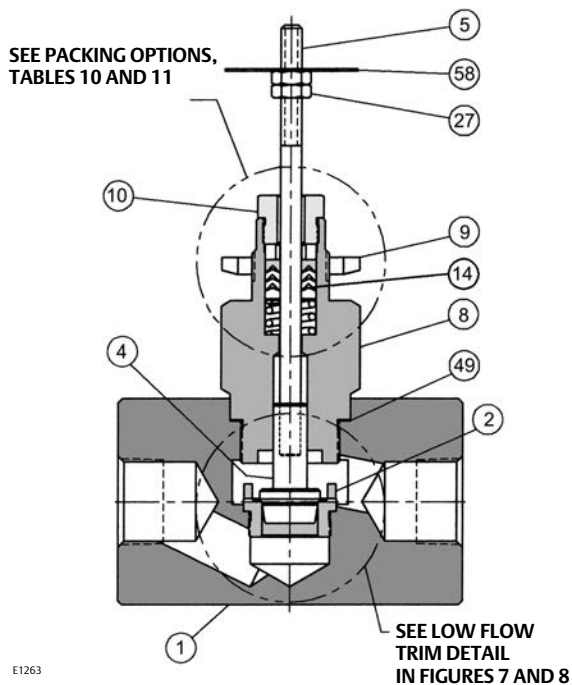 5
SEE PACKING OPTIONS,
TABLES 10 AND 11
58
27
10
9
14
8
4
49
2
1
SEE LOW FLOW
TRIM DETAIL
IN FIGURES 7 AND 8
E1263